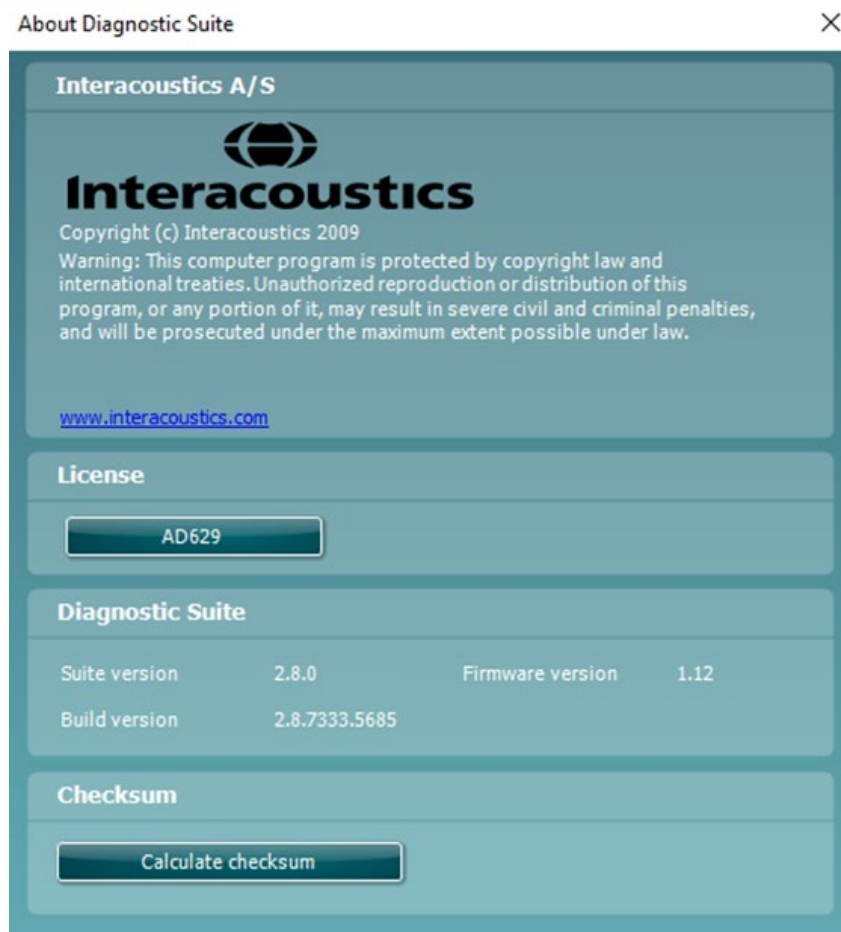 About Diagnostic Suite
Interacoustics A/S
Interacoustics
Copyright (c) Interacoustics 2009
Warning: This computer program is protected by copyright law and
international treaties. Unauthorized reproduction or distribution of this
program, or any portion of it, may result in severe civil and criminal penalties,
and will be prosecuted under the maximum extent possible under law.
www.interacoustics.com
License
AD629
Diagnostic Suite
Suite version 2.8.0 Firmware version 1.12
Build version 2.8.7333.5685
Checksum
Calculate checksum